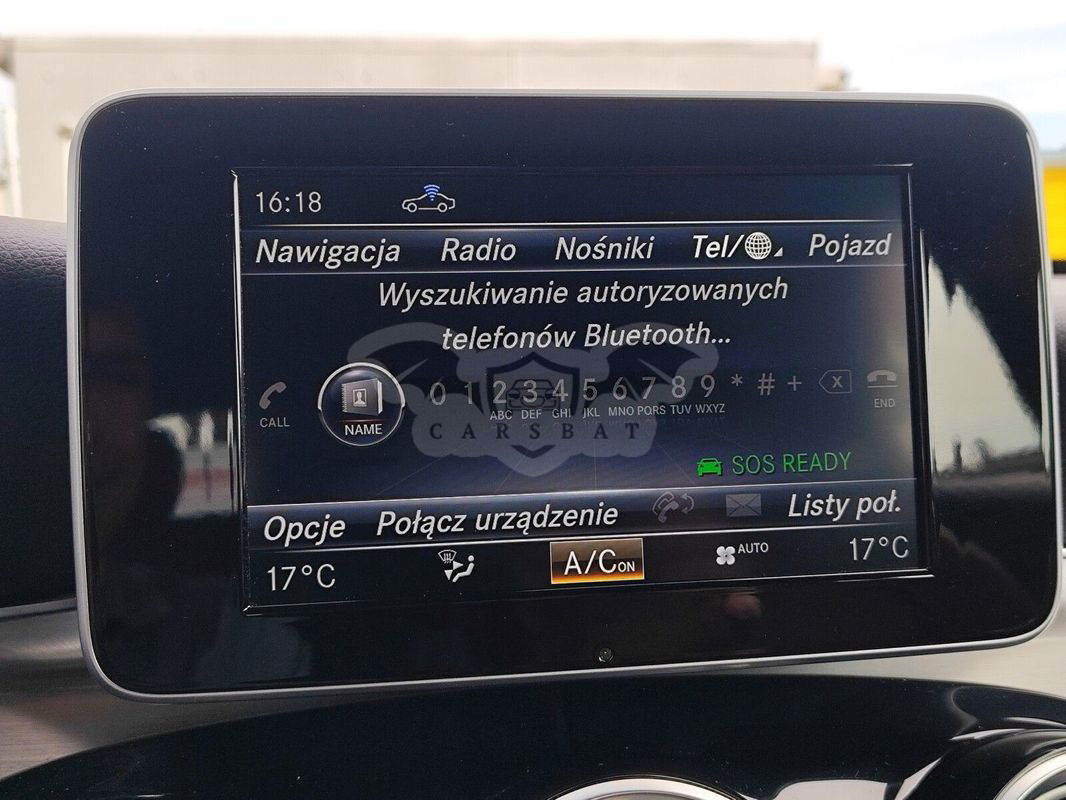 16:18
Nawigacja Radio Nośniki Tel/ Pojazd
Wyszukiwanie autoryzowanych
telefonów Bluetooth...
CALL NAME 0 1 2 3 4 5 6 7 8 9 * # + X END
ABC DEF GHI JKL MNO PQRS TUV WXYZ
CARSBAT
SOS READY
Opcje Połącz urządzenie Listy poł.
17°C A/C ON AUTO 17°C